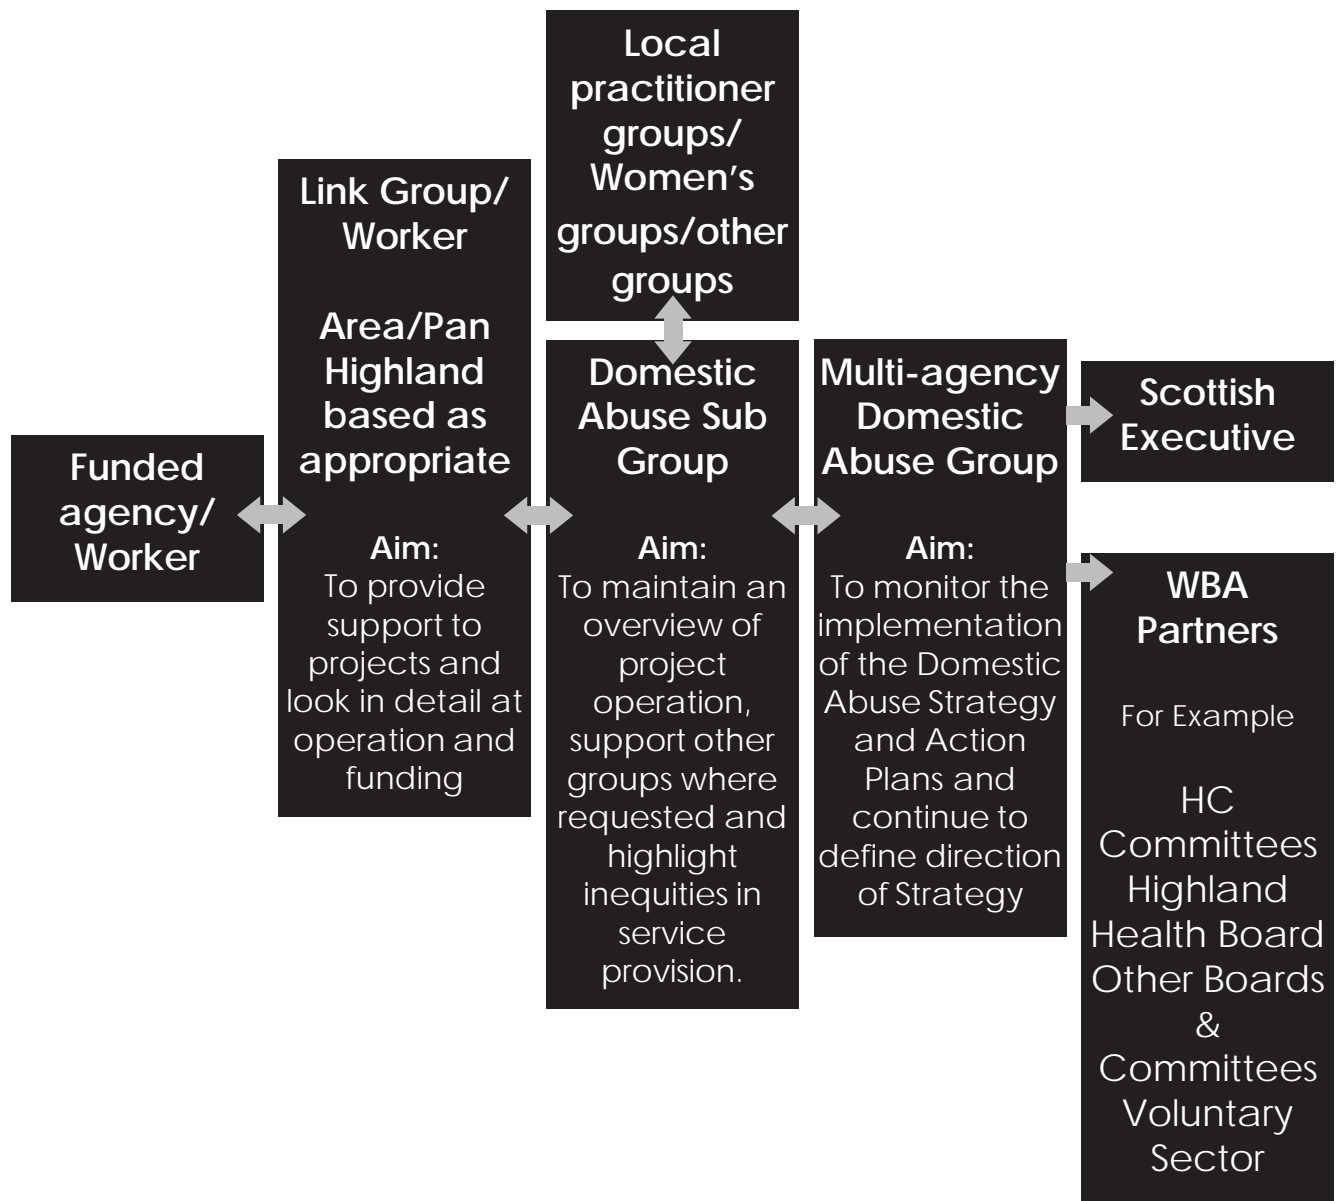 Local
practitioner
groups/
Women's
groups/other
groups
Link Group/
Worker
Area/Pan
Highland
based as
appropriate
Aim:
To provide
support to
projects and
look in detail at
operation and
funding
Funded
agency/
Worker
Domestic
Abuse Sub
Group
Aim:
To maintain an
overview of
project
operation,
support other
groups where
requested and
highlight
inequities in
service
provision.
Multi-agency
Domestic
Abuse Group
Aim:
To monitor the
implementation
of the Domestic
Abuse Strategy
and Action
Plans and
continue to
define direction
of Strategy
Scottish
Executive
WBA
Partners
For Example
HC
Committees
Highland
Health Board
Other Boards
&
Committees
Voluntary
Sector